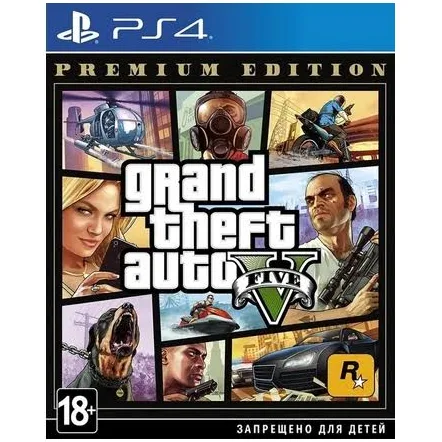 PS4
PREMIUM EDITION
grand
theft
auto
V
FIVE
R
18+
ЗАПРЕЩЕНО ДЛЯ ДЕТЕЙ